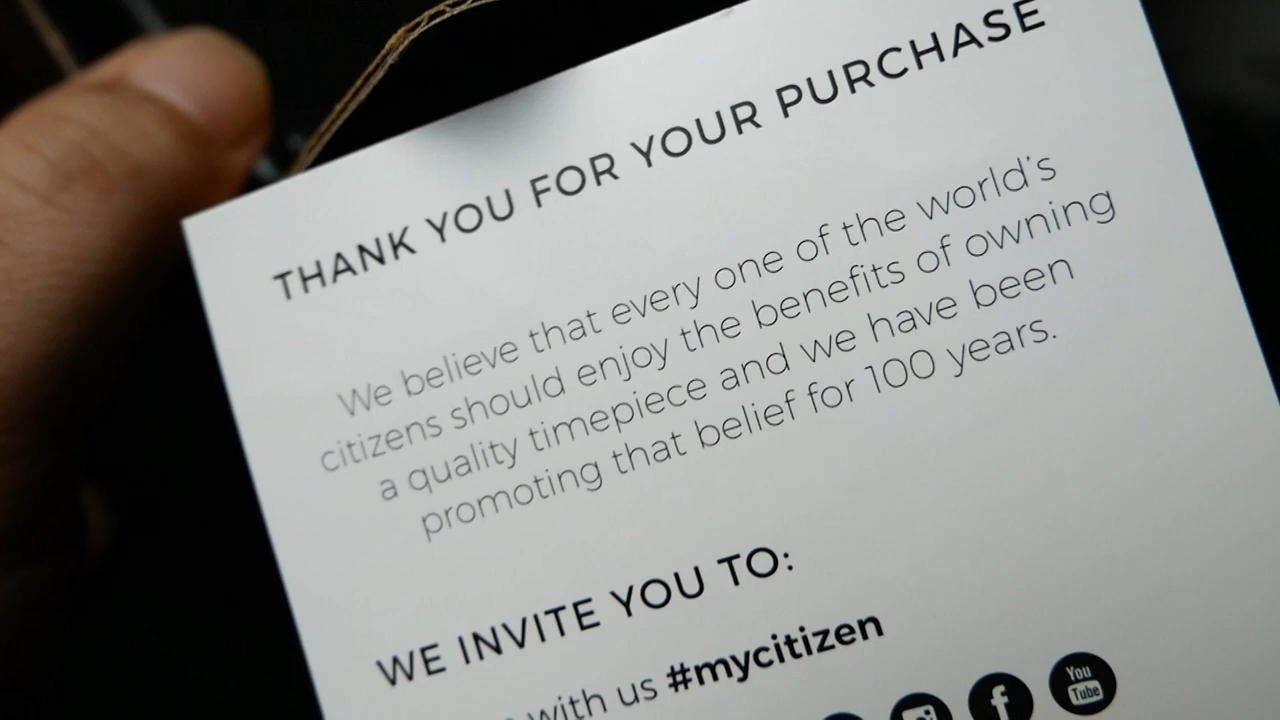 THANK YOU FOR YOUR PURCHASE
We believe that every one of the world's
citizens should enjoy the benefits of owning
a quality timepiece and we have been
promoting that belief for 100 years.
WE INVITE YOU TO:
with us #mycitizen
f You Tube